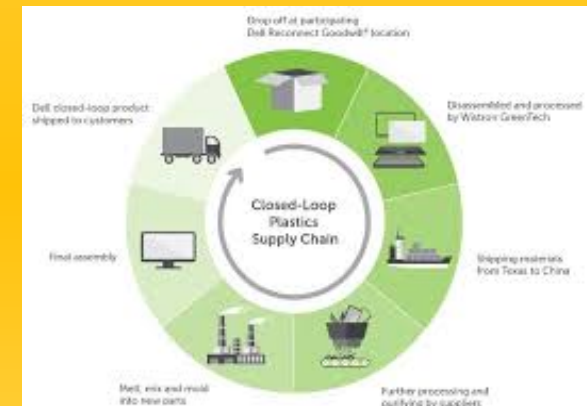 Drop off at participating
Dell Reconnect Goodwill® location
Disassembled and processed
by Wistron GreenTech
Shipping materials
from Texas to China
Further processing and
purifying by suppliers
Melt, mix and mold
into new parts
Final assembly
Dell closed-loop product
shipped to customers
Closed-Loop
Plastics
Supply Chain